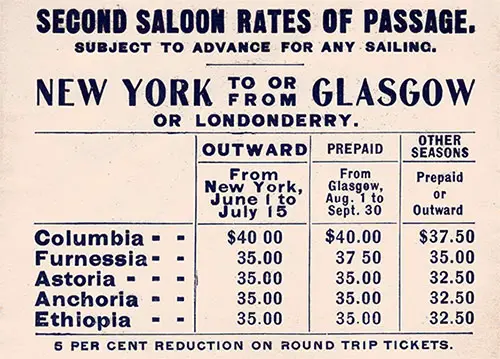 SECOND SALOON RATES OF PASSAGE.
SUBJECT TO ADVANCE FOR ANY SAILING.
NEW YORK TO OR FROM GLASGOW
OR LONDONDERRY.
OUTWARD PREPAID OTHER SEASONS
From New York, June 1 to July 15 From Glasgow, Aug. 1 to Sept. 30 Prepaid or Outward
Columbia - - $40 00 $40.00 $37.50
Furnessia - - 35.00 37 50 35.00
Astoria - - 35.00 35.00 32.50
Anchoria - - 35.00 35.00 32.50
Ethiopia - - 35.00 35.00 32.50
5 PER CENT REDUCTION ON ROUND TRIP TICKETS.